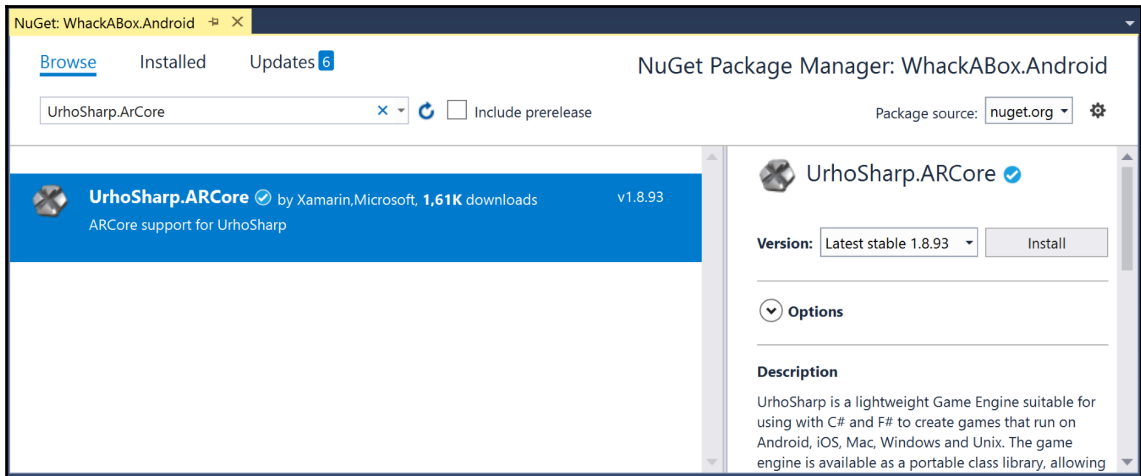 NuGet: WhackABox.Android
Browse Installed Updates 6
NuGet Package Manager: WhackABox.Android
UrhoSharp.ArCore
Include prerelease
Package source: nuget.org
UrhoSharp.ARCore by Xamarin,Microsoft, 1,61K downloads v1.8.93
ARCore support for UrhoSharp
UrhoSharp.ARCore
Version: Latest stable 1.8.93 Install
Options
Description
UrhoSharp is a lightweight Game Engine suitable for
using with C# and F# to create games that run on
Android, iOS, Mac, Windows and Unix. The game
engine is available as a portable class library, allowing